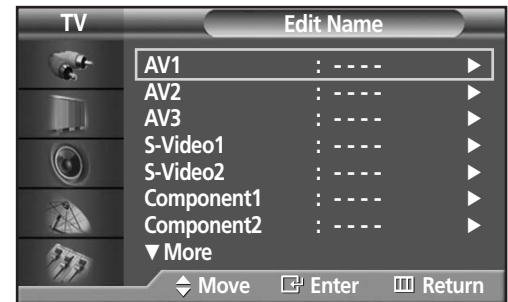 TV Edit Name
AV1 : - - - - ▶
AV2 : - - - - ▶
AV3 : - - - - ▶
S-Video1 : - - - - ▶
S-Video2 : - - - - ▶
Component1 : - - - - ▶
Component2 : - - - - ▶
▼More
Move Enter Return